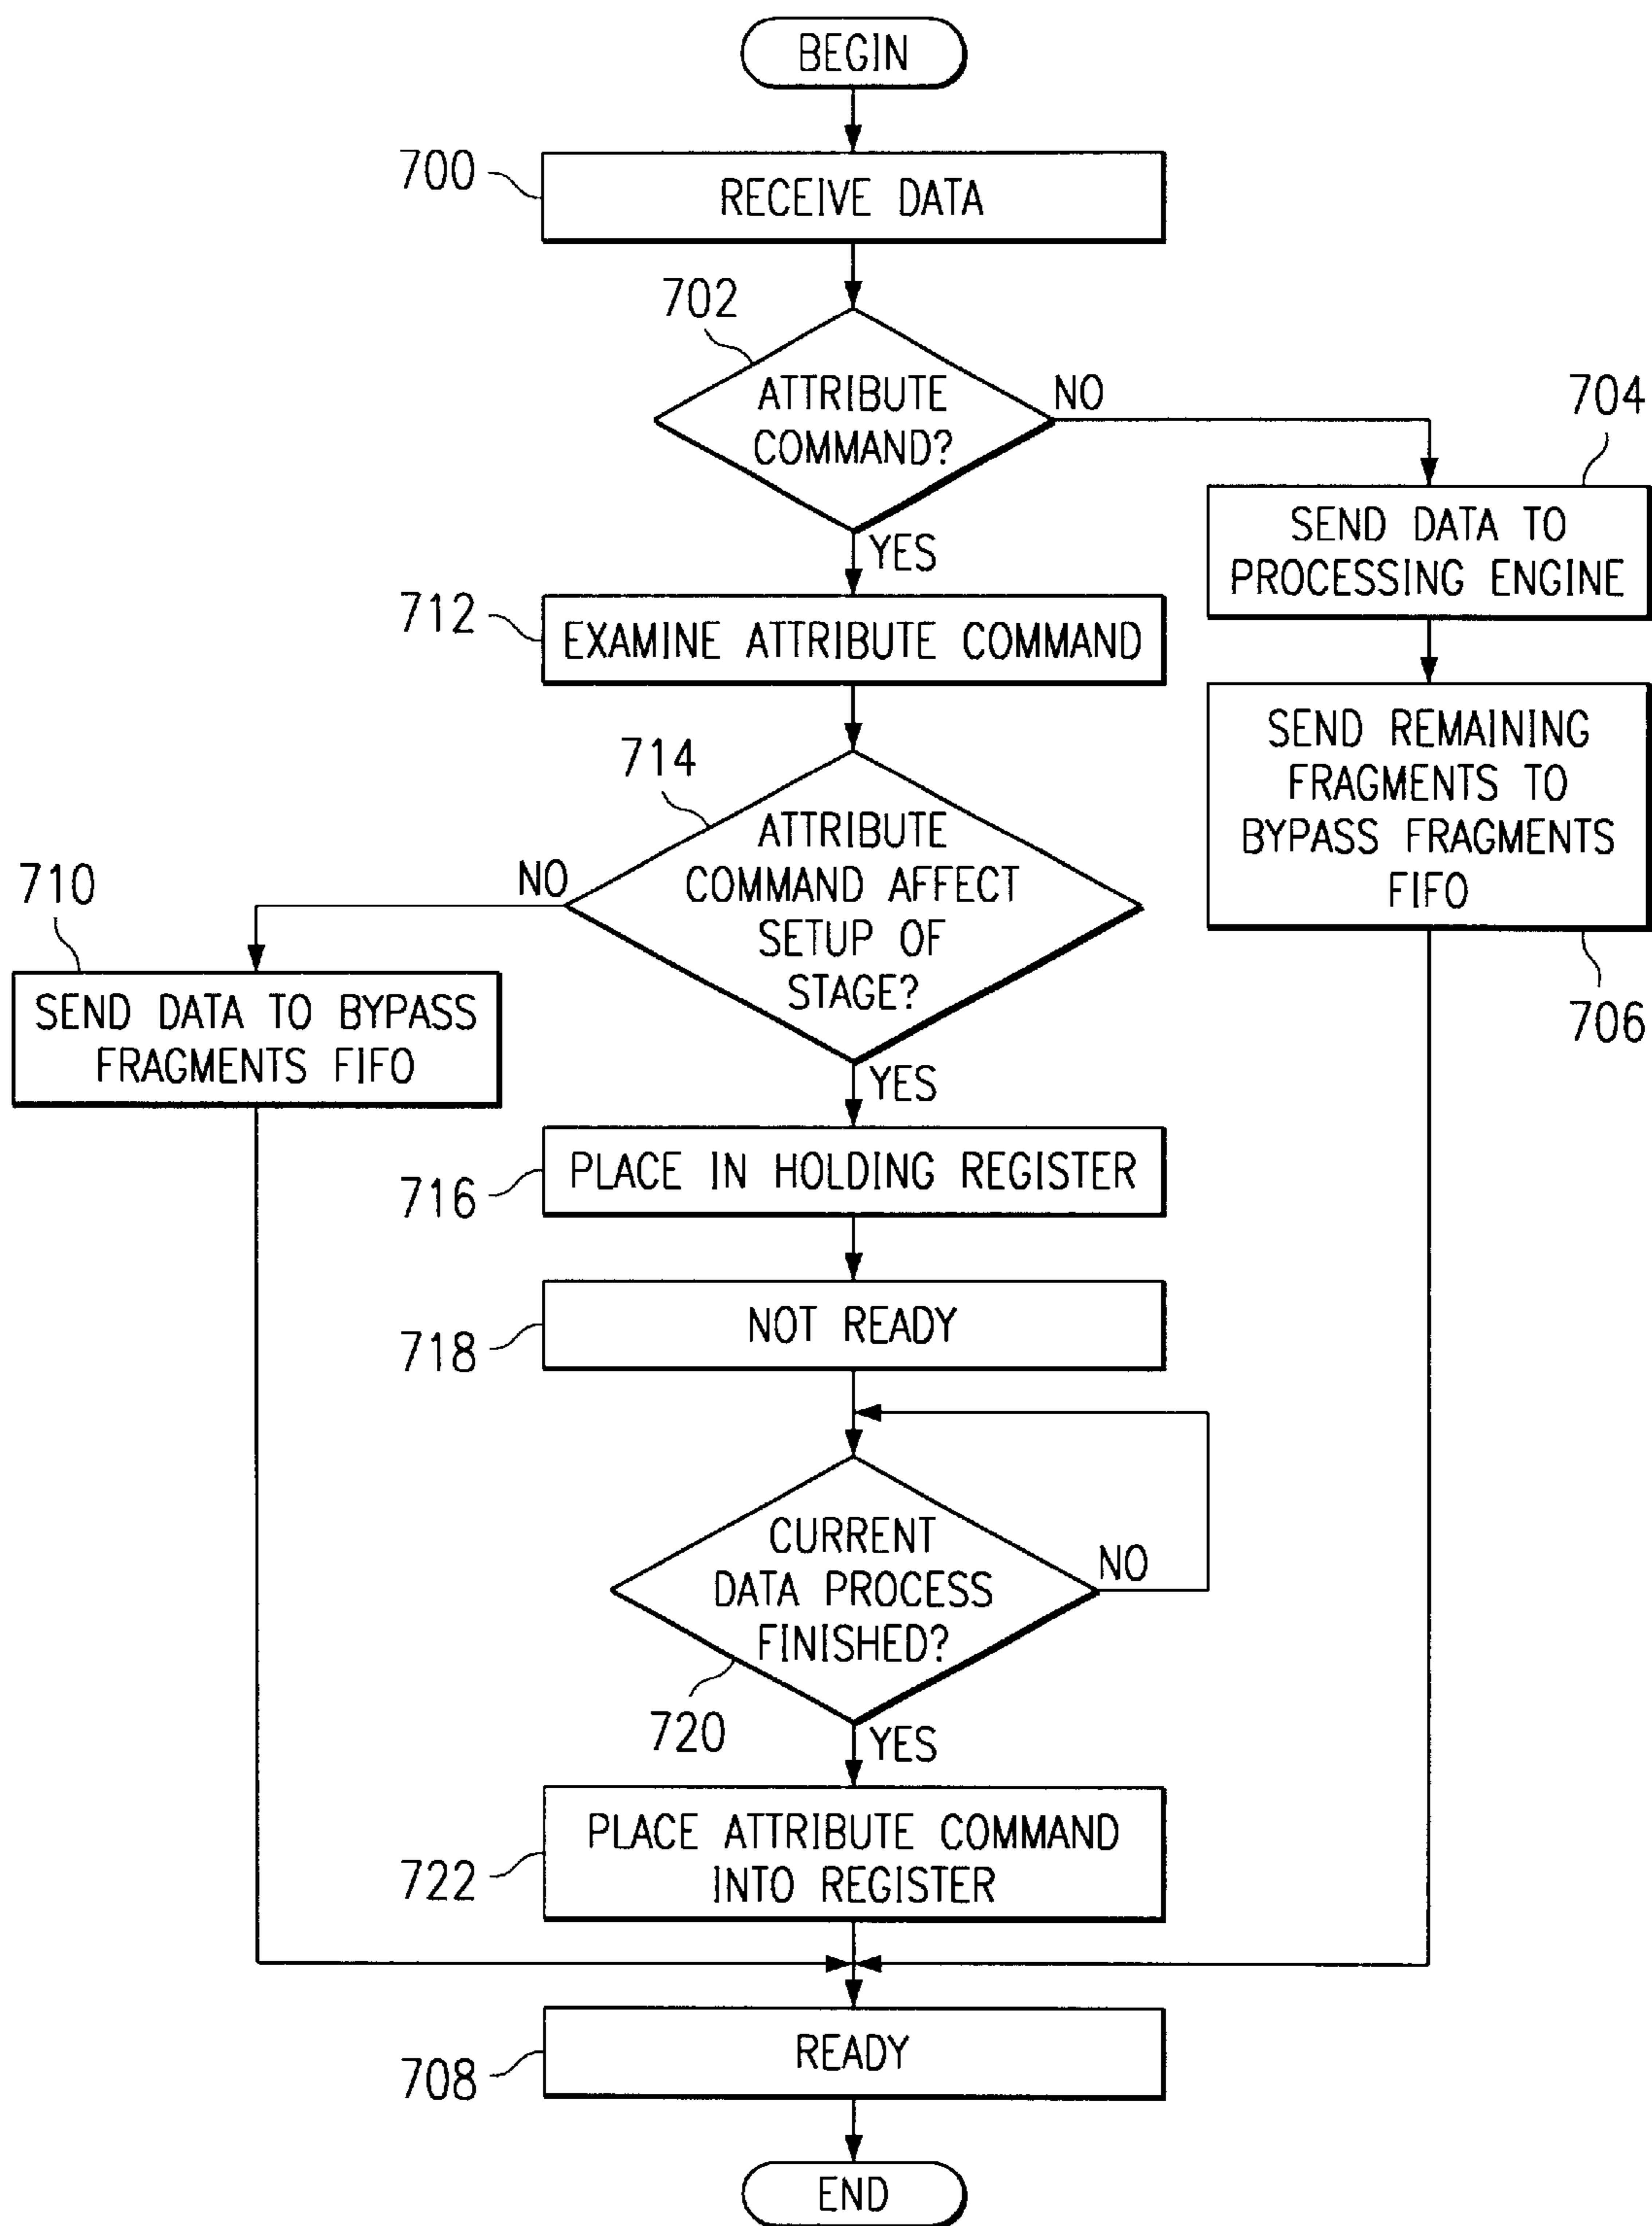 BEGIN
700
RECEIVE DATA
702
ATTRIBUTE
COMMAND?
NO
YES
704
SEND DATA TO
PROCESSING ENGINE
712
EXAMINE ATTRIBUTE COMMAND
SEND REMAINING
FRAGMENTS TO
BYPASS FRAGMENTS
FIFO
706
714
ATTRIBUTE
COMMAND AFFECT
SETUP OF
STAGE?
NO
YES
710
SEND DATA TO BYPASS
FRAGMENTS FIFO
716
PLACE IN HOLDING REGISTER
718
NOT READY
CURRENT
DATA PROCESS
FINISHED?
NO
720
YES
722
PLACE ATTRIBUTE COMMAND
INTO REGISTER
708
READY
END